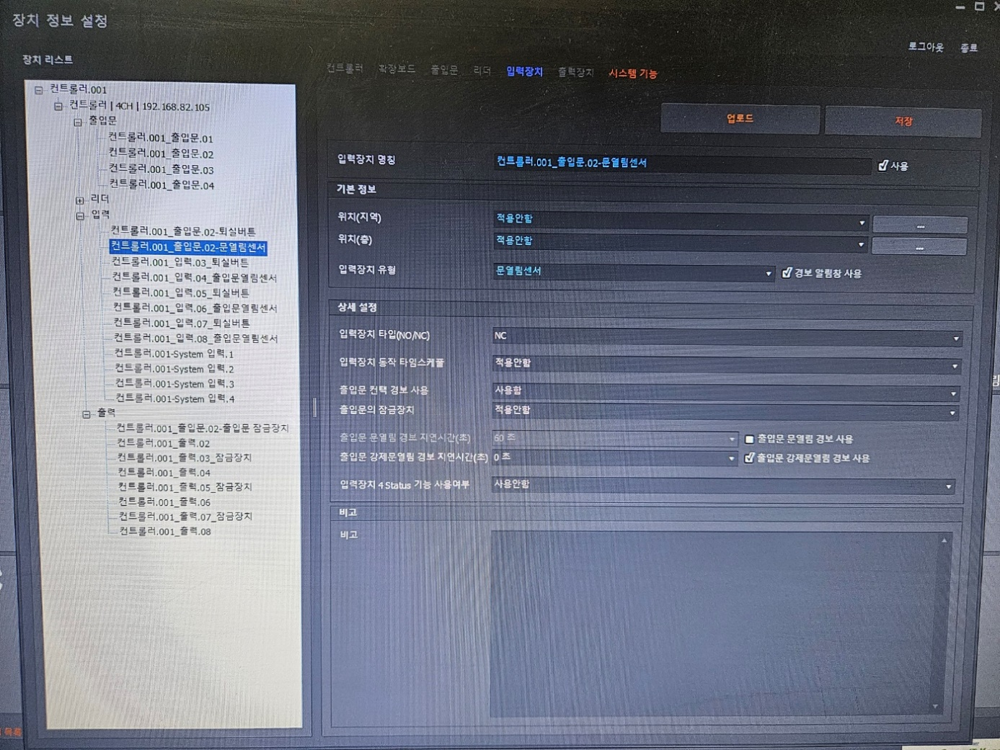 장치 정보 설정
로그아웃 종료
장치 리스트
컨트롤러 확장보드 출입문 리더 입력장치 출력장치 시스템 기능
컨트롤러.001
컨트롤러 | 4CH | 192.168.82.105
출입문
컨트롤러.001_출입문.01
컨트롤러.001_출입문.02
컨트롤러.001_출입문.03
컨트롤러.001_출입문.04
리더
입력
컨트롤러.001_출입문.02-퇴실버튼
컨트롤러.001_출입문.02-문열림센서
컨트롤러.001_입력.03_퇴실버튼
컨트롤러.001_입력.04_출입문열림센서
컨트롤러.001_입력.05_퇴실버튼
컨트롤러.001_입력.06_출입문열림센서
컨트롤러.001_입력.07_퇴실버튼
컨트롤러.001_입력.08_출입문열림센서
컨트롤러.001-System 입력.1
컨트롤러.001-System 입력.2
컨트롤러.001-System 입력.3
컨트롤러.001-System 입력.4
출력
컨트롤러.001_출입문.02-출입문 잠금장치
컨트롤러.001_출력.02
컨트롤러.001_출력.03_잠금장치
컨트롤러.001_출력.04
컨트롤러.001_출력.05_잠금장치
컨트롤러.001_출력.06
컨트롤러.001_출력.07_잠금장치
컨트롤러.001_출력.08
업로드 저장
입력장치 명칭 컨트롤러.001_출입문.02-문열림센서 사용
기본 정보
위치(지역) 적용안함 ...
위치(층) 적용안함 ...
입력장치 유형 문열림센서 경보 알림창 사용
상세 설정
입력장치 타입(NO/NC) NC
입력장치 동작 타임스케쥴 적용안함
출입문 컨택 경보 사용 사용함
출입문의 잠금장치 적용안함
출입문 문열림 경보 지연시간(초) 60 초 출입문 문열림 경보 사용
출입문 강제문열림 경보 지연시간(초) 0 초 출입문 강제문열림 경보 사용
입력장치 4 Status 기능 사용여부 사용안함
비고
비고
목록